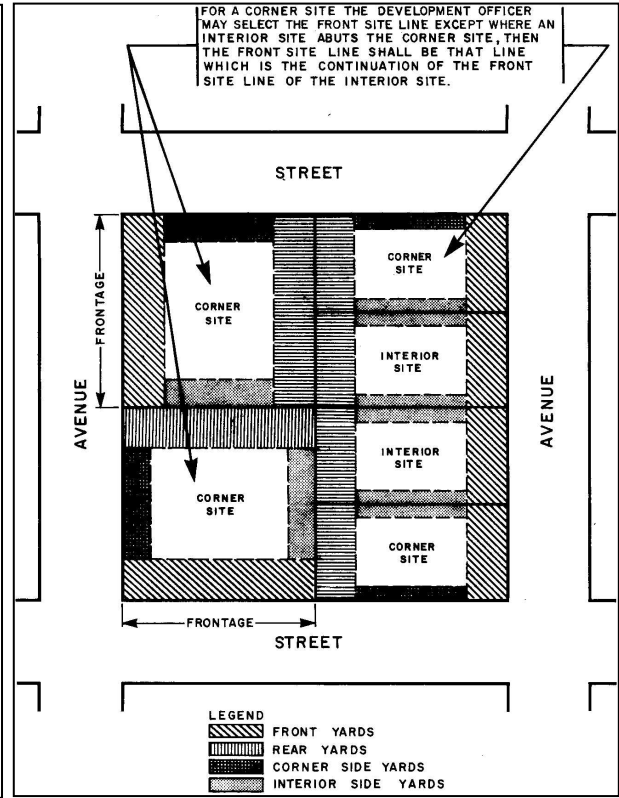 FOR A CORNER SITE THE DEVELOPMENT OFFICER
MAY SELECT THE FRONT SITE LINE EXCEPT WHERE AN
INTERIOR SITE ABUTS THE CORNER SITE, THEN
THE FRONT SITE LINE SHALL BE THAT LINE
WHICH IS THE CONTINUATION OF THE FRONT
SITE LINE OF THE INTERIOR SITE.
STREET
CORNER
SITE
CORNER
SITE
FRONTAGE
INTERIOR
SITE
AVENUE
AVENUE
INTERIOR
SITE
CORNER
SITE
CORNER
SITE
FRONTAGE
STREET
LEGEND
FRONT YARDS
REAR YARDS
CORNER SIDE YARDS
INTERIOR SIDE YARDS